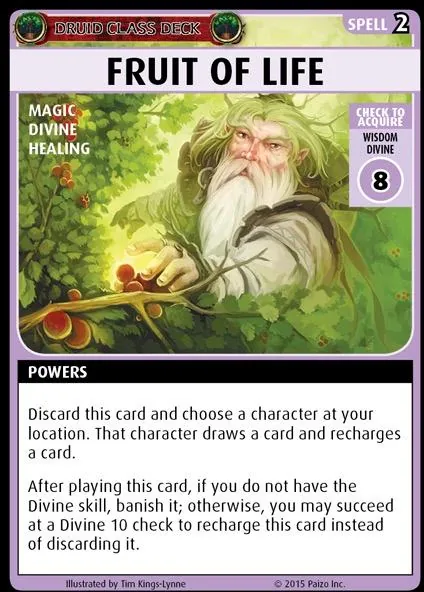 DRUID CLASS DECK
SPELL 2
FRUIT OF LIFE
MAGIC
DIVINE
HEALING
CHECK TO
ACQUIRE
WISDOM
DIVINE
8
POWERS
Discard this card and choose a character at your
location. That character draws a card and recharges
a card.
After playing this card, if you do not have the
Divine skill, banish it; otherwise, you may succeed
at a Divine 10 check to recharge this card instead
of discarding it.
Illustrated by Tim Kings-Lynne © 2015 Paizo Inc.